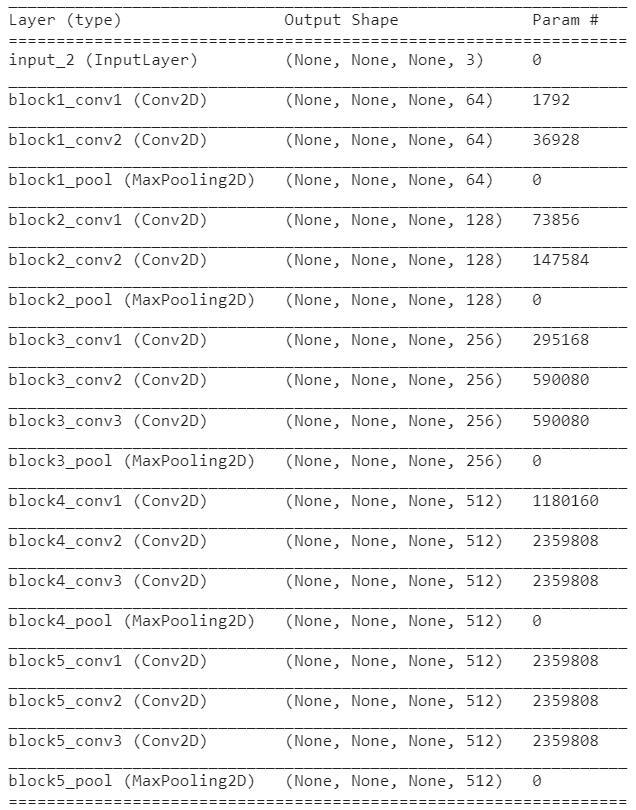 Layer (type) Output Shape Param #
input_2 (InputLayer) (None, None, None, 3) 0
block1_conv1 (Conv2D) (None, None, None, 64) 1792
block1_conv2 (Conv2D) (None, None, None, 64) 36928
block1_pool (MaxPooling2D) (None, None, None, 64) 0
block2_conv1 (Conv2D) (None, None, None, 128) 73856
block2_conv2 (Conv2D) (None, None, None, 128) 147584
block2_pool (MaxPooling2D) (None, None, None, 128) 0
block3_conv1 (Conv2D) (None, None, None, 256) 295168
block3_conv2 (Conv2D) (None, None, None, 256) 590080
block3_conv3 (Conv2D) (None, None, None, 256) 590080
block3_pool (MaxPooling2D) (None, None, None, 256) 0
block4_conv1 (Conv2D) (None, None, None, 512) 1180160
block4_conv2 (Conv2D) (None, None, None, 512) 2359808
block4_conv3 (Conv2D) (None, None, None, 512) 2359808
block4_pool (MaxPooling2D) (None, None, None, 512) 0
block5_conv1 (Conv2D) (None, None, None, 512) 2359808
block5_conv2 (Conv2D) (None, None, None, 512) 2359808
block5_conv3 (Conv2D) (None, None, None, 512) 2359808
block5_pool (MaxPooling2D) (None, None, None, 512) 0